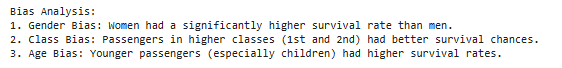 Bias Analysis:
1. Gender Bias: Women had a significantly higher survival rate than men.
2. Class Bias: Passengers in higher classes (1st and 2nd) had better survival chances.
3. Age Bias: Younger passengers (especially children) had higher survival rates.